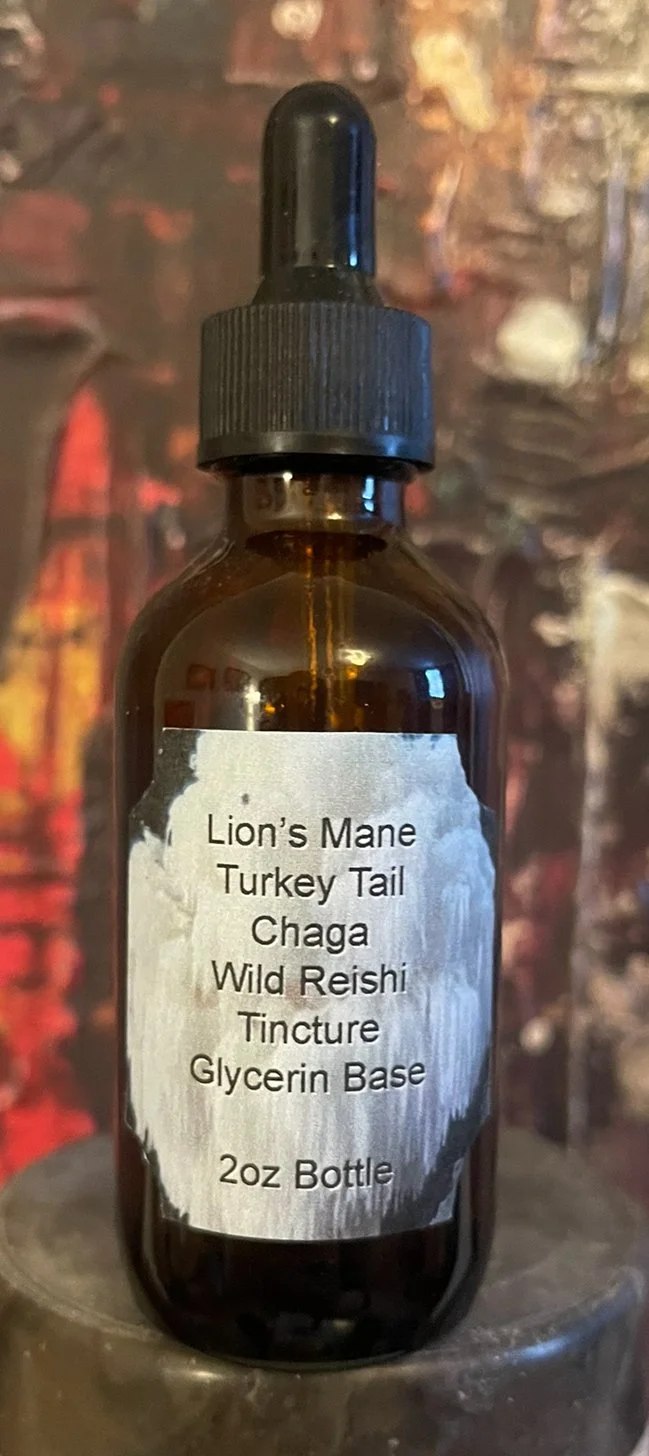 Lion's Mane
Turkey Tail
Chaga
Wild Reishi
Tincture
Glycerin Base
2oz Bottle